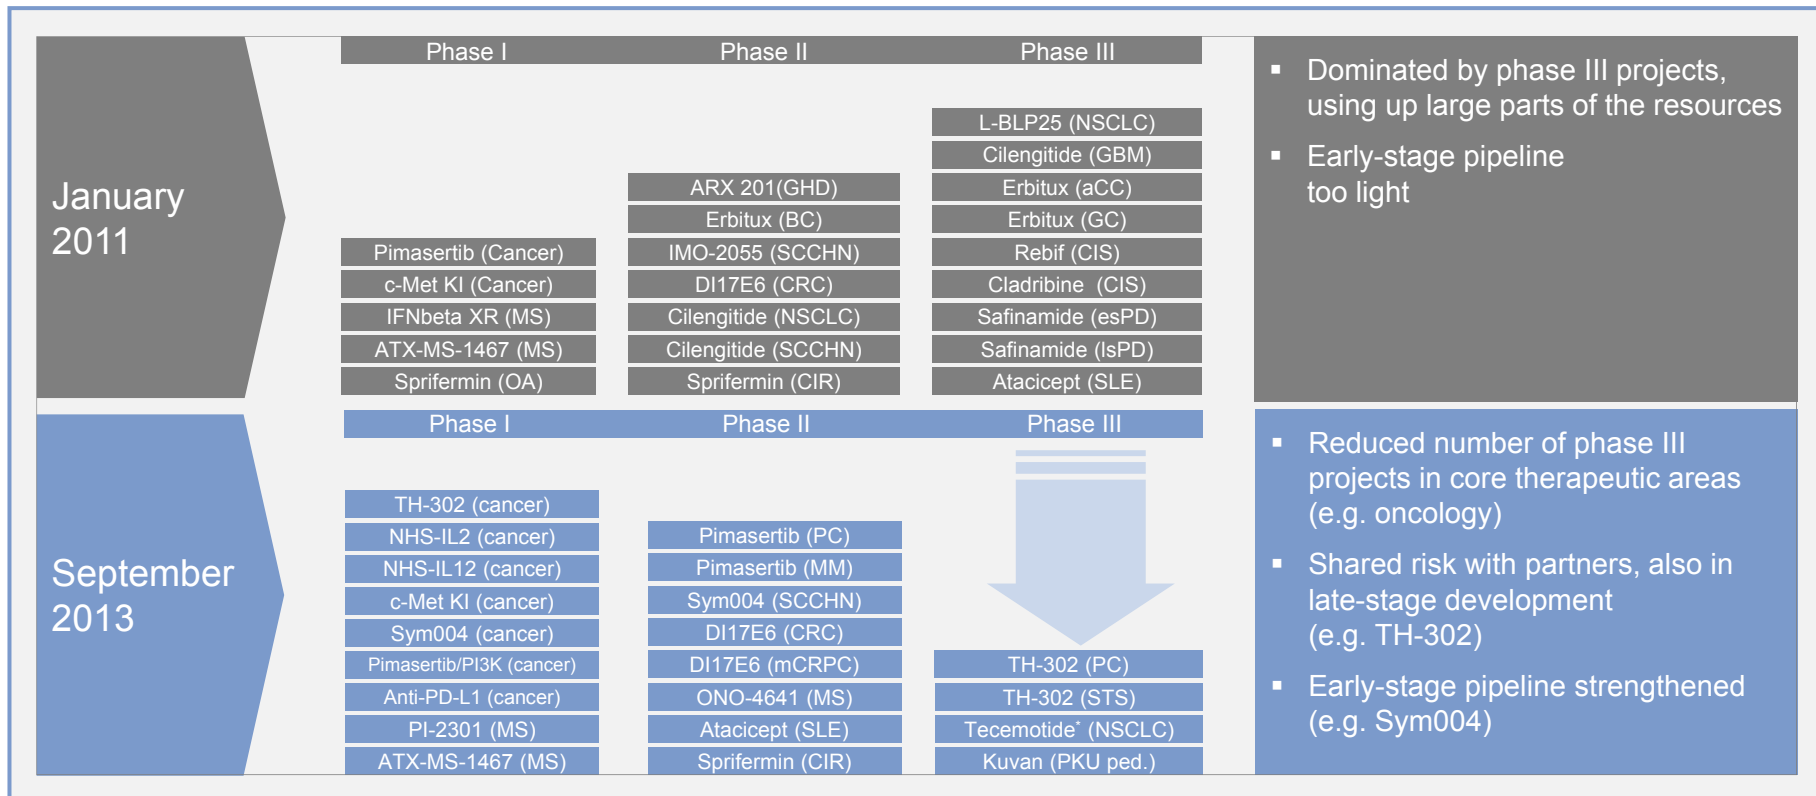 January
2011
Phase I
Phase II
Phase III
Pimasertib (Cancer)
c-Met KI (Cancer)
IFNbeta XR (MS)
ATX-MS-1467 (MS)
Sprifermin (OA)
ARX 201(GHD)
Erbitux (BC)
IMO-2055 (SCCHN)
DI17E6 (CRC)
Cilengitide (NSCLC)
Cilengitide (SCCHN)
Sprifermin (CIR)
L-BLP25 (NSCLC)
Cilengitide (GBM)
Erbitux (aCC)
Erbitux (GC)
Rebif (CIS)
Cladribine (CIS)
Safinamide (esPD)
Safinamide (lsPD)
Atacicept (SLE)
▪ Dominated by phase III projects,
using up large parts of the resources
▪ Early-stage pipeline
too light
September
2013
Phase I
Phase II
Phase III
TH-302 (cancer)
NHS-IL2 (cancer)
NHS-IL12 (cancer)
c-Met KI (cancer)
Sym004 (cancer)
Pimasertib/PI3K (cancer)
Anti-PD-L1 (cancer)
PI-2301 (MS)
ATX-MS-1467 (MS)
Pimasertib (PC)
Pimasertib (MM)
Sym004 (SCCHN)
DI17E6 (CRC)
DI17E6 (mCRPC)
ONO-4641 (MS)
Atacicept (SLE)
Sprifermin (CIR)
TH-302 (PC)
TH-302 (STS)
Tecemotide* (NSCLC)
Kuvan (PKU ped.)
▪ Reduced number of phase III
projects in core therapeutic areas
(e.g. oncology)
▪ Shared risk with partners, also in
late-stage development
(e.g. TH-302)
▪ Early-stage pipeline strengthened
(e.g. Sym004)